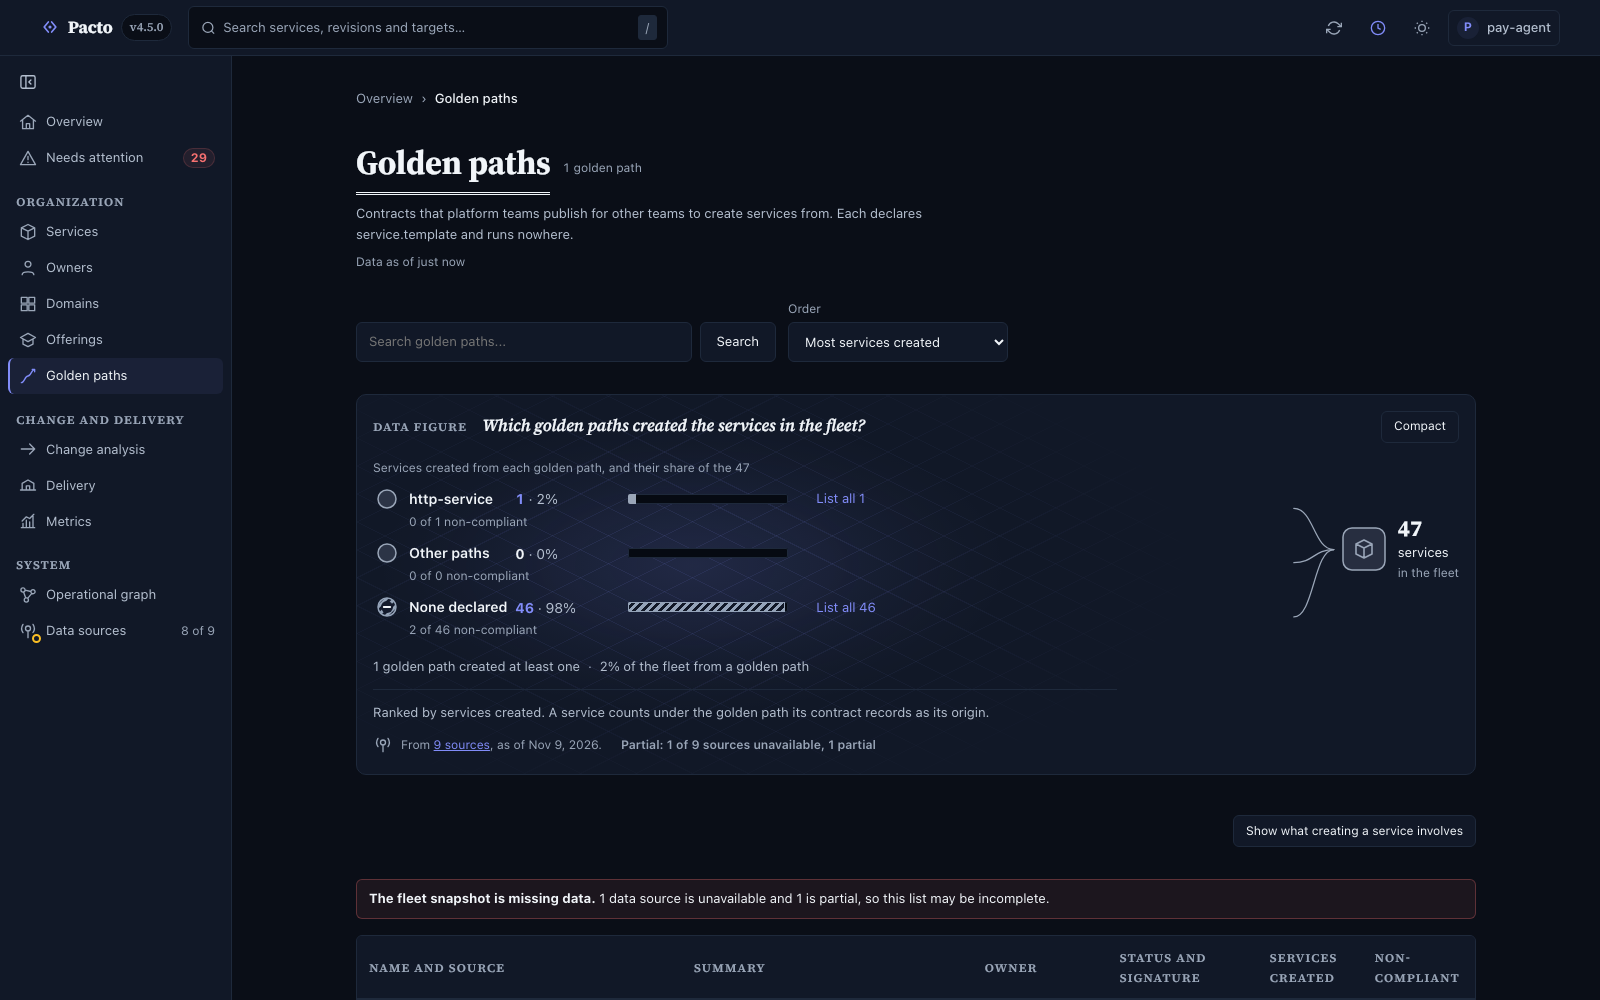 Pacto v4.5.0
Search services, revisions and targets... /
P pay-agent
Overview
Needs attention 29
ORGANIZATION
Services
Owners
Domains
Offerings
Golden paths
CHANGE AND DELIVERY
Change analysis
Delivery
Metrics
SYSTEM
Operational graph
Data sources 8 of 9
Overview › Golden paths
Golden paths 1 golden path
Contracts that platform teams publish for other teams to create services from. Each declares
service.template and runs nowhere.
Data as of just now
Order
Search golden paths... Search Most services created
DATA FIGURE Which golden paths created the services in the fleet? Compact
Services created from each golden path, and their share of the 47
http-service 1 · 2% List all 1
0 of 1 non-compliant
Other paths 0 · 0%
0 of 0 non-compliant
None declared 46 · 98% List all 46
2 of 46 non-compliant
47
services
in the fleet
1 golden path created at least one · 2% of the fleet from a golden path
Ranked by services created. A service counts under the golden path its contract records as its origin.
From 9 sources, as of Nov 9, 2026. Partial: 1 of 9 sources unavailable, 1 partial
Show what creating a service involves
The fleet snapshot is missing data. 1 data source is unavailable and 1 is partial, so this list may be incomplete.
NAME AND SOURCE SUMMARY OWNER STATUS AND SIGNATURE SERVICES CREATED NON-COMPLIANT